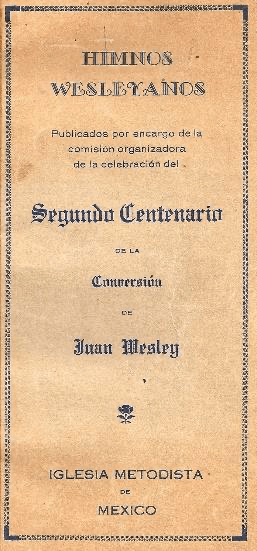 HIMNOS
WESLEYANOS
Publicados por encargo de la
comisión organizadora
de la celebración del
Segundo Centenario
DE LA
Conversión
DE
Juan Wesley
IGLESIA METODISTA
DE
MEXICO